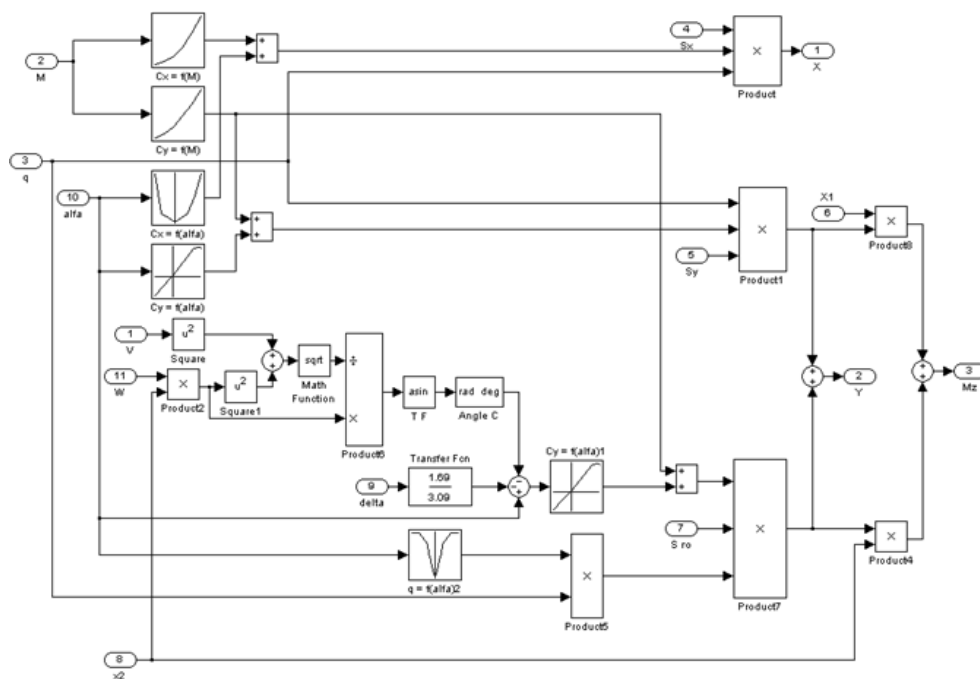 2
M
Cx = f(M)
+
+
4
Sx
×
Product
1
X
Cy = f(M)
3
q
10
alfa
Cx = f(alfa)
+
+
×
Product1
5
Sy
X1
6
×
Product8
Cy = f(alfa)
1
V
u²
Square
11
W
×
Product2
u²
Square1
+
+
sqrt
Math
Function
÷
×
Product6
asin
T F
rad deg
Angle C
+
+
2
Y
+
+
3
Mz
Transfer Fcn
9
delta
1.69
3.09
−
−
+
Cy = f(alfa)1
+
+
7
S ro
×
Product7
×
Product4
q = f(alfa)2
×
Product5
8
x2